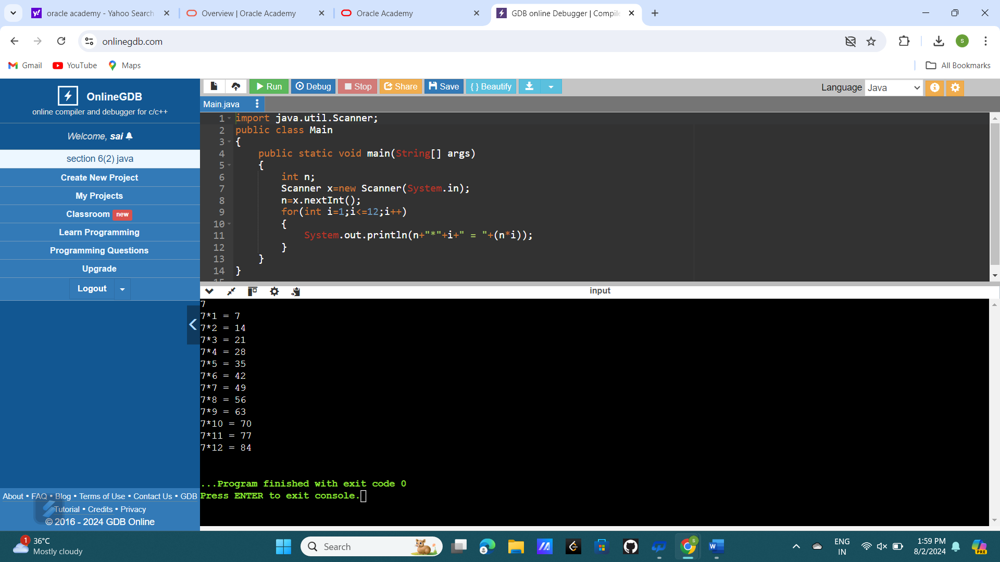 oracle academy - Yahoo Search
Overview | Oracle Academy
Oracle Academy
GDB online Debugger | Compile
onlinegdb.com
S
Gmail
YouTube
Maps
All Bookmarks
OnlineGDB
online compiler and debugger for c/c++
Welcome, sai
section 6(2) java
Create New Project
My Projects
Classroom new
Learn Programming
Programming Questions
Upgrade
Logout
About • FAQ • Blog • Terms of Use • Contact Us • GDB
Tutorial • Credits • Privacy
© 2016 - 2024 GDB Online
Run Debug Stop Share Save { } Beautify
Language Java
Main.java
1 import java.util.Scanner;
2 public class Main
3 {
4 public static void main(String[] args)
5 {
6 int n;
7 Scanner x=new Scanner(System.in);
8 n=x.nextInt();
9 for(int i=1;i<=12;i++)
10 {
11 System.out.println(n+"*"+i+" = "+(n*i));
12 }
13 }
14 }
15
input
7
7*1 = 7
7*2 = 14
7*3 = 21
7*4 = 28
7*5 = 35
7*6 = 42
7*7 = 49
7*8 = 56
7*9 = 63
7*10 = 70
7*11 = 77
7*12 = 84
...Program finished with exit code 0
Press ENTER to exit console.
1
36°C
Mostly cloudy
Search
ENG
IN
1:59 PM
8/2/2024
PRE